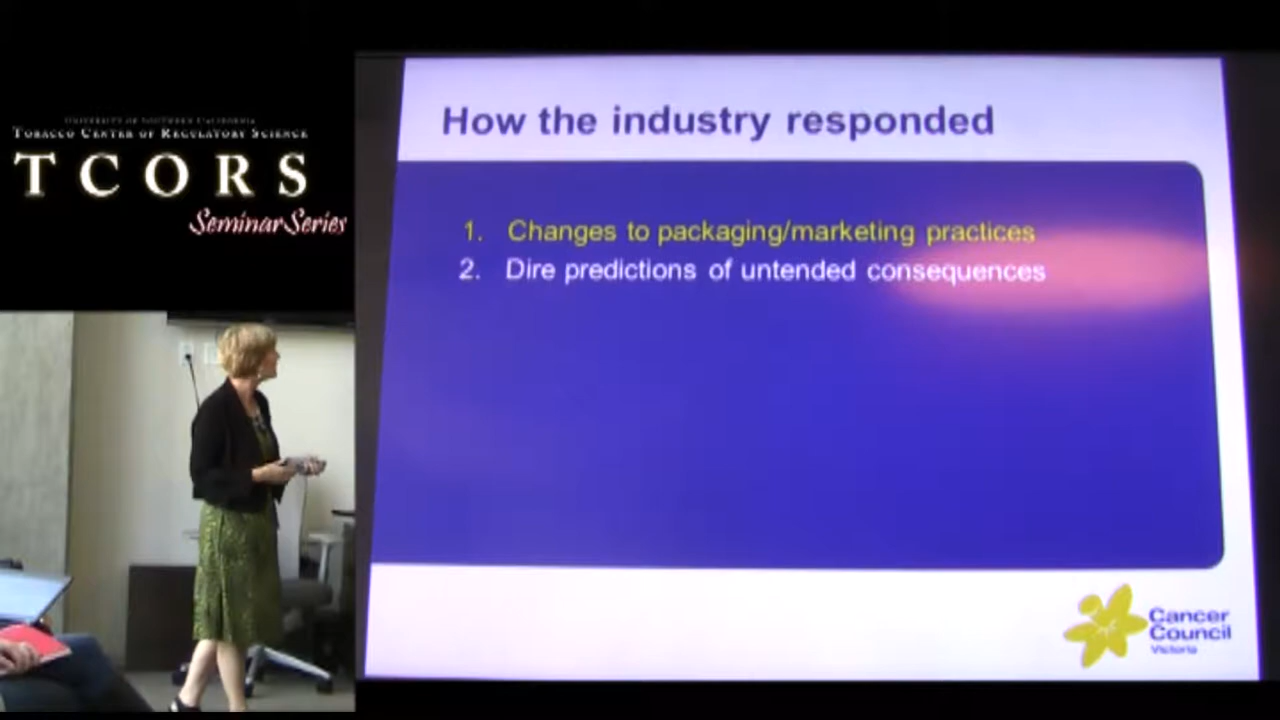 UNIVERSITY OF SOUTHERN CALIFORNIA
TOBACCO CENTER OF REGULATORY SCIENCE
TCORS
Seminar Series
How the industry responded
1. Changes to packaging/marketing practices
2. Dire predictions of untended consequences
Cancer
Council
Victoria